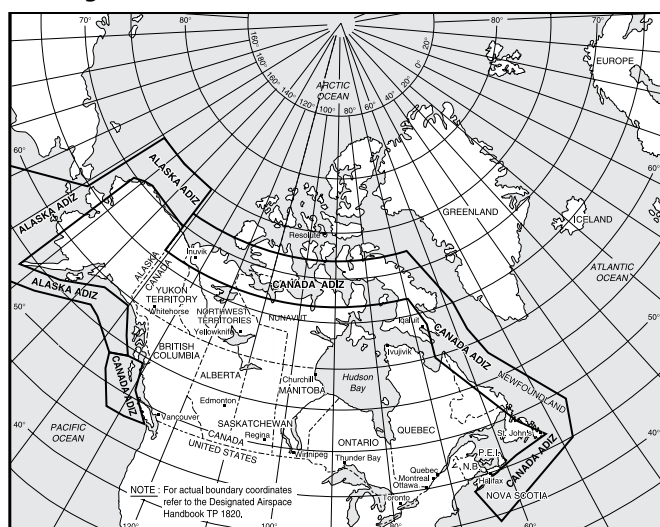 70°
80°
80°
70°
160°
180°
160°
140°
120°
100°
80°
60°
40°
20°
0°
20°
EUROPE
ARCTIC
OCEAN
60°
60°
ALASKA ADIZ
ALASKA ADIZ
GREENLAND
ICELAND
Resolute
Inuvik
ALASKA
CANADA
CANADA ADIZ
ATLANTIC
OCEAN
ALASKA ADIZ
YUKON
TERRITORY
Whitehorse
NORTHWEST
TERRITORIES
Yellowknife
NUNAVUT
Iqaluit
CANADA ADIZ
50°
50°
Ivujivik
BRITISH
COLUMBIA
CANADA ADIZ
ALBERTA
Churchill
MANITOBA
Hudson
Bay
NEWFOUNDLAND
Edmonton
Vancouver
SASKATCHEWAN
Regina
CANADA
UNITED STATES
Winnipeg
ONTARIO
Thunder Bay
QUEBEC
St. John's
PACIFIC
OCEAN
40°
40°
P.E.I.
N.B.
CANADA ADIZ
Quebec
Montreal
Ottawa
Halifax
NOVA SCOTIA
Toronto
NOTE : For actual boundary coordinates
refer to the Designated Airspace
Handbook TP 1820.
120°
100°
80°
60°